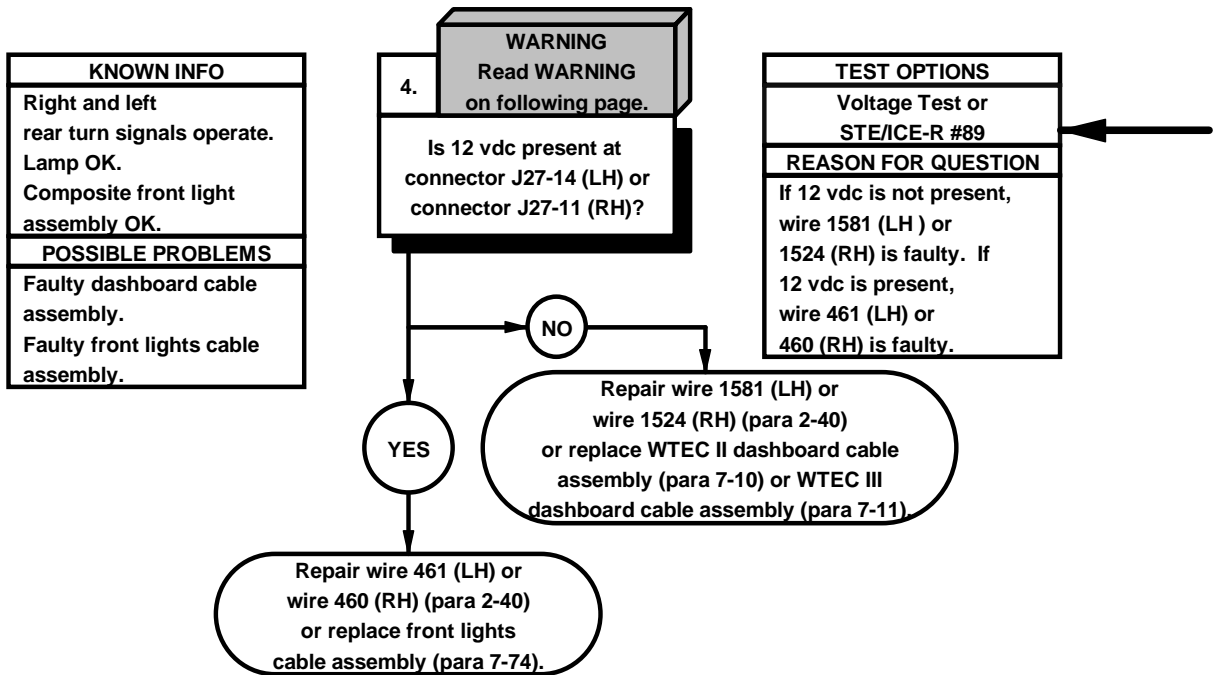 KNOWN INFO
Right and left
rear turn signals operate.
Lamp OK.
Composite front light
assembly OK.
POSSIBLE PROBLEMS
Faulty dashboard cable
assembly.
Faulty front lights cable
assembly.
4.
WARNING
Read WARNING
on following page.
Is 12 vdc present at
connector J27-14 (LH) or
connector J27-11 (RH)?
TEST OPTIONS
Voltage Test or
STE/ICE-R #89
REASON FOR QUESTION
If 12 vdc is not present,
wire 1581 (LH ) or
1524 (RH) is faulty. If
12 vdc is present,
wire 461 (LH) or
460 (RH) is faulty.
NO
Repair wire 1581 (LH) or
wire 1524 (RH) (para 2-40)
or replace WTEC II dashboard cable
assembly (para 7-10) or WTEC III
dashboard cable assembly (para 7-11).
YES
Repair wire 461 (LH) or
wire 460 (RH) (para 2-40)
or replace front lights
cable assembly (para 7-74).